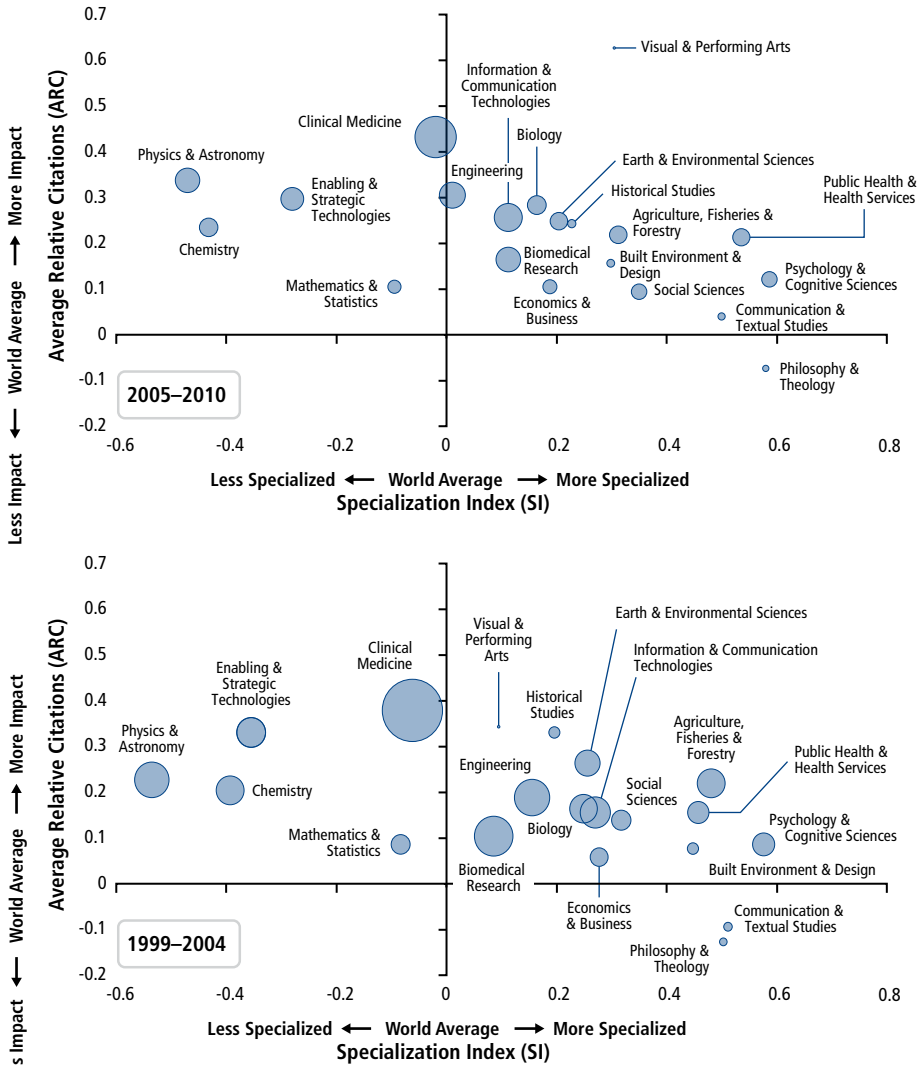 0.7
0.6
0.5
0.4
0.3
0.2
0.1
0
-0.1
-0.2
Average Relative Citations (ARC)
Less Impact ← World Average → More Impact
Visual & Performing Arts
Information &
Communication
Technologies
Clinical Medicine
Biology
Physics & Astronomy
Engineering
Earth & Environmental Sciences
Enabling &
Strategic
Technologies
Historical Studies
Public Health &
Health Services
Agriculture, Fisheries &
Forestry
Chemistry
Biomedical
Research
Built Environment &
Design
Psychology &
Cognitive Sciences
Mathematics &
Statistics
Economics &
Business
Social Sciences
Communication &
Textual Studies
Philosophy &
Theology
2005–2010
-0.6 -0.4 -0.2 0 0.2 0.4 0.6 0.8
Less Specialized ← World Average → More Specialized
Specialization Index (SI)
0.7
0.6
0.5
0.4
0.3
0.2
0.1
0
-0.1
-0.2
Average Relative Citations (ARC)
s Impact ← World Average → More Impact
Earth & Environmental Sciences
Visual &
Performing
Arts
Clinical
Medicine
Information & Communication
Technologies
Enabling &
Strategic
Technologies
Historical
Studies
Agriculture,
Fisheries &
Forestry
Physics &
Astronomy
Public Health &
Health Services
Engineering
Chemistry
Social
Sciences
Psychology &
Cognitive Sciences
Mathematics &
Statistics
Biology
Biomedical
Research
Built Environment & Design
Economics
& Business
Communication &
Textual Studies
Philosophy &
Theology
1999–2004
-0.6 -0.4 -0.2 0 0.2 0.4 0.6 0.8
Less Specialized ← World Average → More Specialized
Specialization Index (SI)